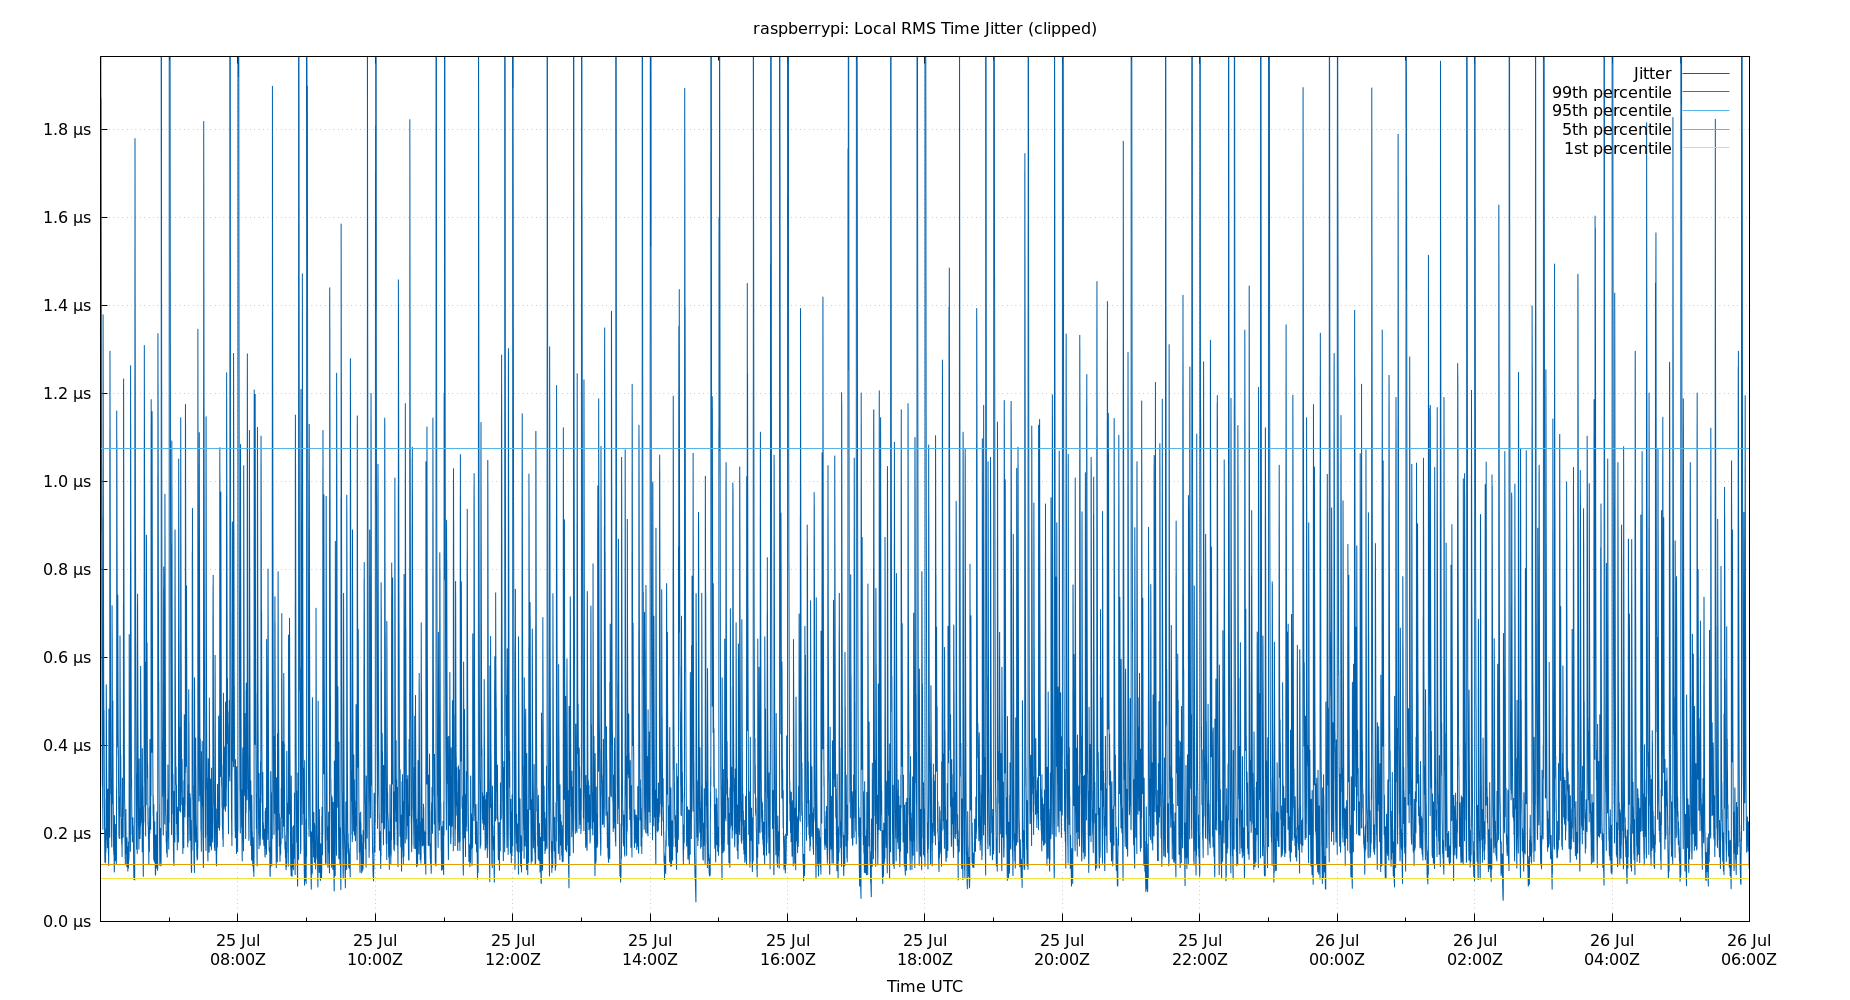 raspberrypi: Local RMS Time Jitter (clipped)
Jitter
99th percentile
95th percentile
5th percentile
1st percentile
1.8 μs
1.6 μs
1.4 μs
1.2 μs
1.0 μs
0.8 μs
0.6 μs
0.4 μs
0.2 μs
0.0 μs
25 Jul 25 Jul 25 Jul 25 Jul 25 Jul 25 Jul 25 Jul 25 Jul 26 Jul 26 Jul 26 Jul 26 Jul
08:00Z 10:00Z 12:00Z 14:00Z 16:00Z 18:00Z 20:00Z 22:00Z 00:00Z 02:00Z 04:00Z 06:00Z
Time UTC